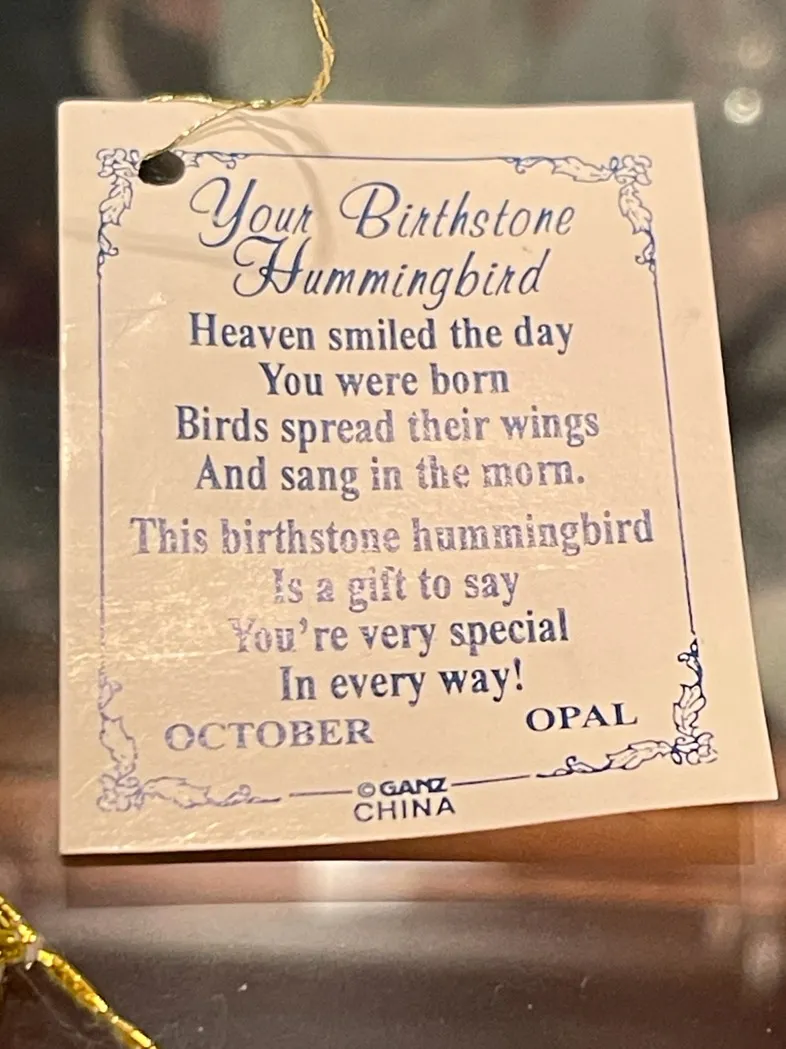 Your Birthstone
Hummingbird
Heaven smiled the day
You were born
Birds spread their wings
And sang in the morn.
This birthstone hummingbird
Is a gift to say
You're very special
In every way!
OCTOBER OPAL
©GANZ
CHINA